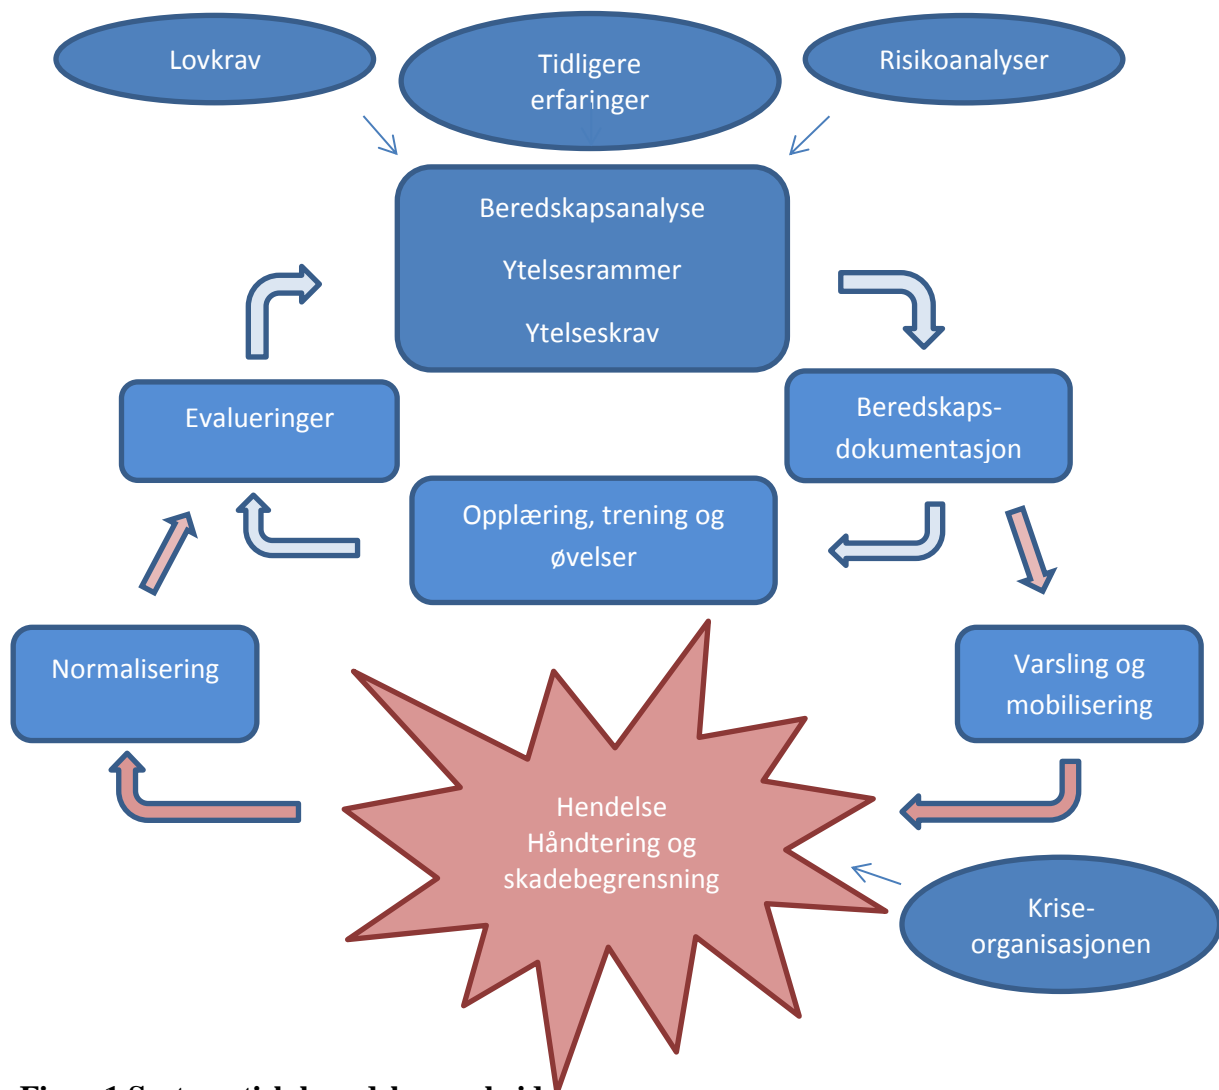 Lovkrav
Tidligere
erfaringer
Risikoanalyser
Beredskapsanalyse
Ytelsesrammer
Ytelseskrav
Evalueringer
Beredskaps-
dokumentasjon
Opplæring, trening og
øvelser
Normalisering
Varsling og
mobilisering
Hendelse
Håndtering og
skadebegrensning
Krise-
organisasjonen